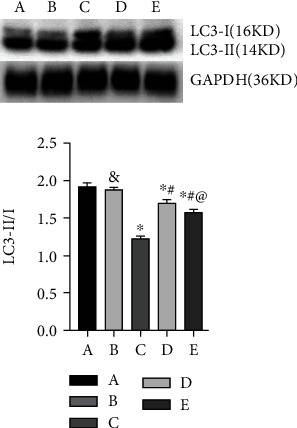 A B C D E
LC3-I(16KD)
LC3-II(14KD)
GAPDH(36KD)
2.5
2.0
1.5
1.0
0.5
0.0
LC3-II/I
&
*
*#
*#@
A B C D E
A
B
C
D
E